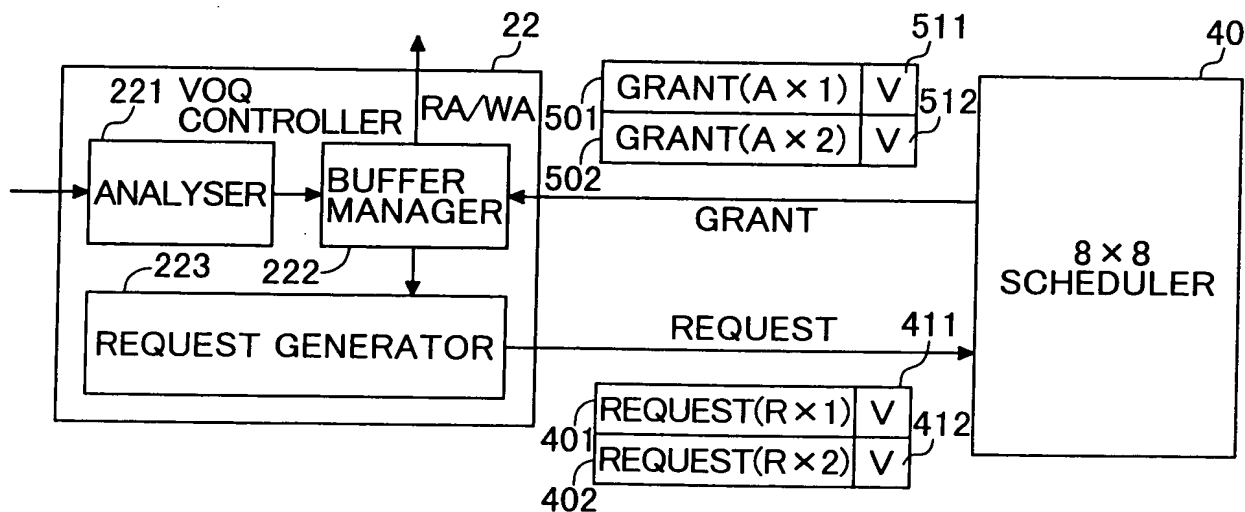 22
511
40
221 VOQ
CONTROLLER
RA/WA
501
GRANT(A×1) V
512
GRANT(A×2) V
502
ANALYSER
BUFFER
MANAGER
GRANT
223
222
8×8
SCHEDULER
REQUEST GENERATOR
REQUEST
411
401
REQUEST(R×1) V
412
REQUEST(R×2) V
402